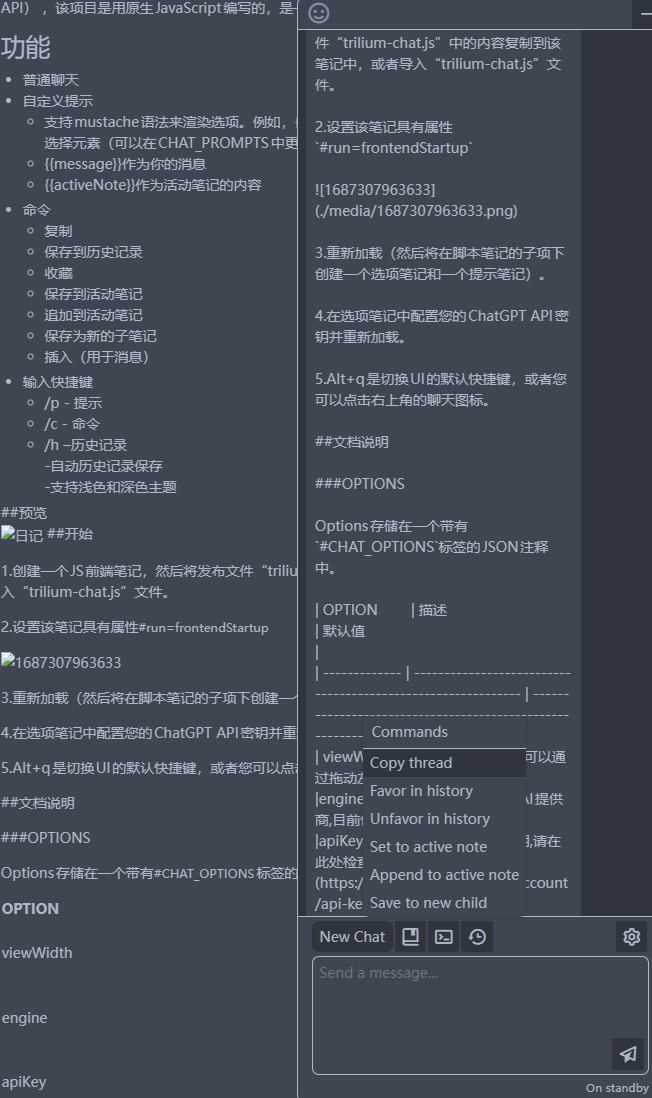 API），该项目是用原生JavaScript编写的，是
功能
普通聊天
自定义提示
支持mustache语法来渲染选项。例如，
选择元素（可以在CHAT_PROMPTS中更
{{message}}作为你的消息
{{activeNote}}作为活动笔记的内容
命令
复制
保存到历史记录
收藏
保存到活动笔记
追加到活动笔记
保存为新的子笔记
插入（用于消息）
输入快捷键
/p - 提示
/c - 命令
/h –历史记录
-自动历史记录保存
-支持浅色和深色主题
##预览
日记 ##开始
1.创建一个JS前端笔记，然后将发布文件“triliu
入“trilium-chat.js”文件。
2.设置该笔记具有属性#run=frontendStartup
1687307963633
3.重新加载（然后将在脚本笔记的子项下创建一个
4.在选项笔记中配置您的ChatGPT API密钥并重
5.Alt+q是切换UI的默认快捷键，或者您可以点击
##文档说明
###OPTIONS
Options存储在一个带有#CHAT_OPTIONS标签的
OPTION
viewWidth
engine
apiKey
件“trilium-chat.js”中的内容复制到该
笔记中，或者导入“trilium-chat.js”文
件。
2.设置该笔记具有属性
`#run=frontendStartup`
![1687307963633]
(./media/1687307963633.png)
3.重新加载（然后将在脚本笔记的子项下
创建一个选项笔记和一个提示笔记）。
4.在选项笔记中配置您的ChatGPT API密
钥并重新加载。
5.Alt+q是切换UI的默认快捷键，或者您
可以点击右上角的聊天图标。
##文档说明
###OPTIONS
Options存储在一个带有
`#CHAT_OPTIONS`标签的JSON注释
中。
| OPTION | 描述
| 默认值
|
| ------------- | ----------------------------
------------------------------------- | ------
---------------------------------------------
| viewW 可以通
过拖动左
|engine AI提供
商,目前
|apiKey 钥,请在
此处检查
(https:/ ccount
/api-ke
Commands
Copy thread
Favor in history
Unfavor in history
Set to active note
Append to active note
Save to new child
New Chat
Send a message...
On standby